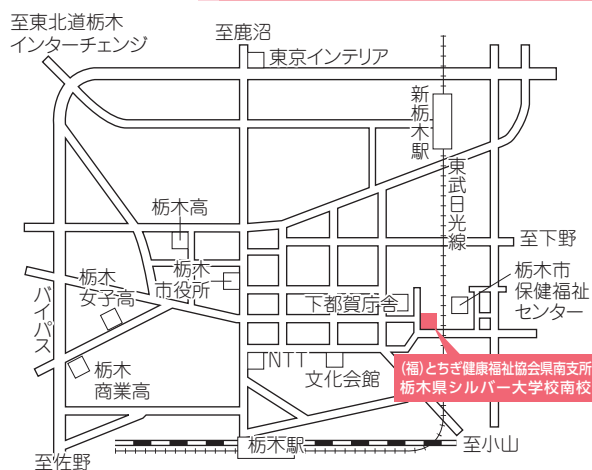 至東北道栃木
インターチェンジ
至鹿沼
東京インテリア
新栃木駅
東武日光線
栃木高
至下野
栃木
女子高
栃木
市役所
栃木市
保健福祉
センター
下都賀庁舎
バイパス
NTT
文化会館
(福)とちぎ健康福祉協会県南支所
栃木県シルバー大学校南校
栃木
商業高
栃木駅
至小山
至佐野